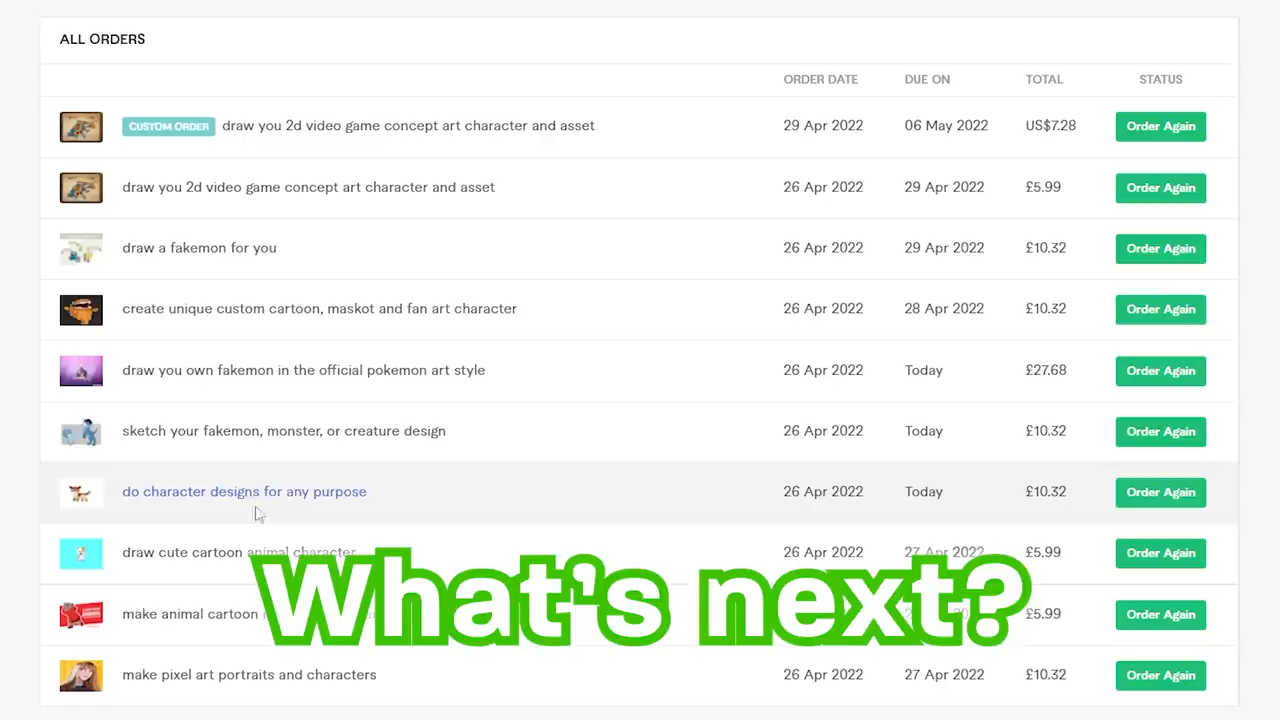 ALL ORDERS
ORDER DATE DUE ON TOTAL STATUS
CUSTOM ORDER draw you 2d video game concept art character and asset 29 Apr 2022 06 May 2022 US$7.28 Order Again
draw you 2d video game concept art character and asset 26 Apr 2022 29 Apr 2022 £5.99 Order Again
draw a fakemon for you 26 Apr 2022 29 Apr 2022 £10.32 Order Again
create unique custom cartoon, maskot and fan art character 26 Apr 2022 28 Apr 2022 £10.32 Order Again
draw you own fakemon in the official pokemon art style 26 Apr 2022 Today £27.68 Order Again
sketch your fakemon, monster, or creature design 26 Apr 2022 Today £10.32 Order Again
do character designs for any purpose 26 Apr 2022 Today £10.32 Order Again
draw cute cartoon animal character 26 Apr 2022 27 Apr 2022 £5.99 Order Again
What's next?
make animal cartoon £5.99 Order Again
make pixel art portraits and characters 26 Apr 2022 27 Apr 2022 £10.32 Order Again